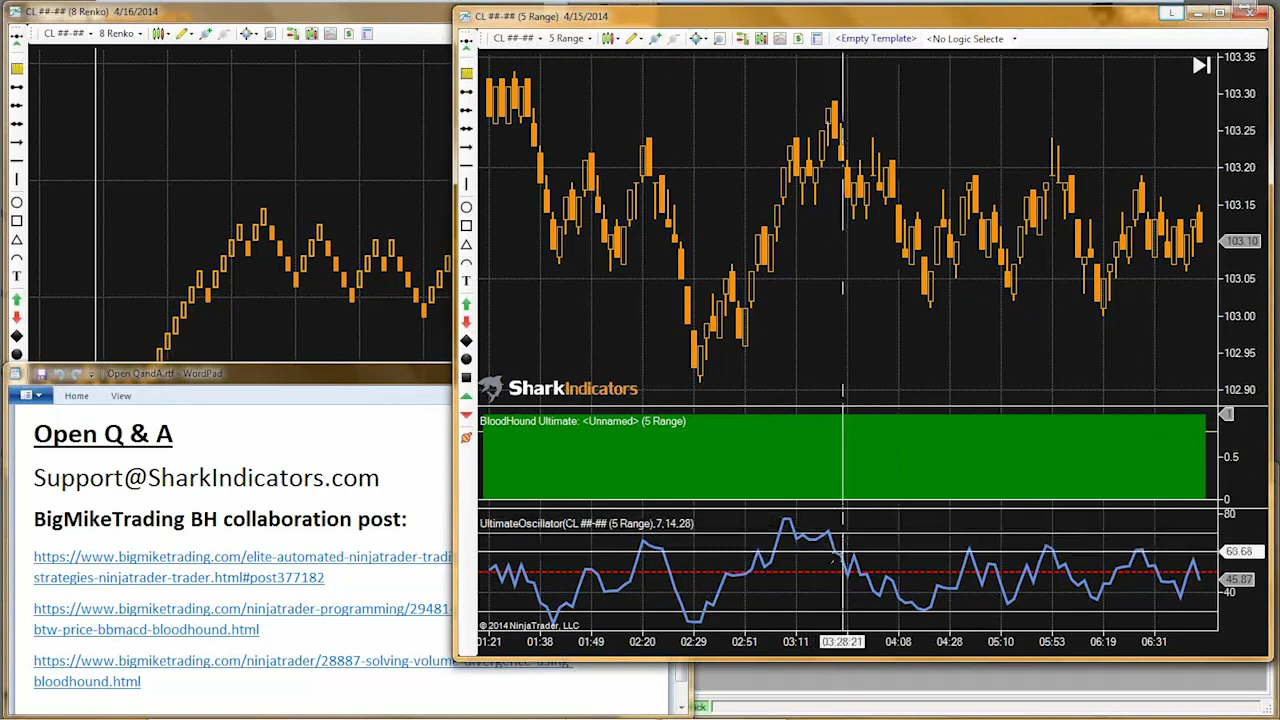 CL ##-## (8 Renko) 4/16/2014
CL ##-## 8 Renko
CL ##-## (5 Range) 4/15/2014
L
CL ##-## 5 Range <Empty Template> <No Logic Selecte
T
T
103.35
103.30
103.25
103.20
103.15
103.10
103.05
103.00
102.95
102.90
SharkIndicators
BloodHound Ultimate: <Unnamed> (5 Range)
1
0.5
0
UltimateOscillator(CL ##-## (5 Range),7,14,28)
80
45.87
40
© 2014 NinjaTrader, LLC
01:21 01:38 01:49 02:20 02:29 02:51 03:11 03:28:21 04:08 04:28 05:10 05:53 06:19 06:31
Open QandA.rtf - WordPad
Home View
Open Q & A
Support@SharkIndicators.com
BigMikeTrading BH collaboration post:
https://www.bigmiketrading.com/elite-automated-ninjatrader-tradi
strategies-ninjatrader-trader.html#post377182
https://www.bigmiketrading.com/ninjatrader-programming/29481-
btw-price-bbmacd-bloodhound.html
https://www.bigmiketrading.com/ninjatrader/28887-solving-volume-divergence-using-
bloodhound.html